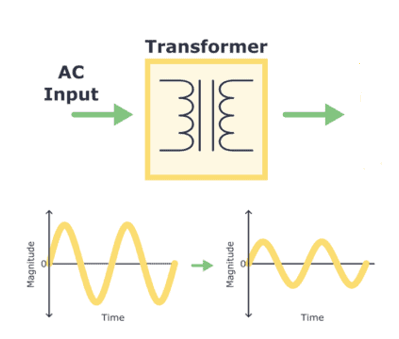 Transformer
AC
Input
Magnitude
0
Time
Magnitude
0
Time